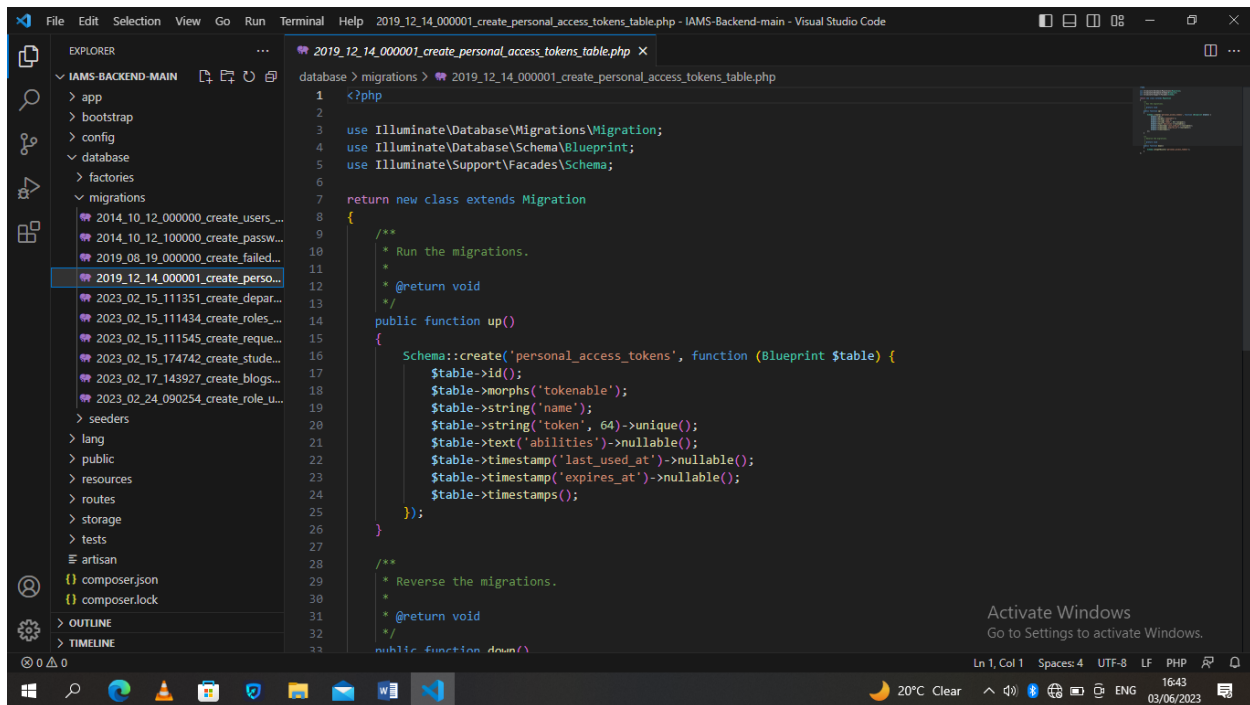 File Edit Selection View Go Run Terminal Help 2019_12_14_000001_create_personal_access_tokens_table.php - IAMS-Backend-main - Visual Studio Code
EXPLORER ...
IAMS-BACKEND-MAIN
app
bootstrap
config
database
factories
migrations
2014_10_12_000000_create_users_...
2014_10_12_100000_create_passw...
2019_08_19_000000_create_failed...
2019_12_14_000001_create_perso...
2023_02_15_111351_create_depar...
2023_02_15_111434_create_roles_...
2023_02_15_111545_create_reque...
2023_02_15_174742_create_stude...
2023_02_17_143927_create_blogs...
2023_02_24_090254_create_role_u...
seeders
lang
public
resources
routes
storage
tests
artisan
{} composer.json
{} composer.lock
OUTLINE
TIMELINE
2019_12_14_000001_create_personal_access_tokens_table.php
database > migrations > 2019_12_14_000001_create_personal_access_tokens_table.php
1 <?php
2
3 use Illuminate\Database\Migrations\Migration;
4 use Illuminate\Database\Schema\Blueprint;
5 use Illuminate\Support\Facades\Schema;
6
7 return new class extends Migration
8 {
9 /**
10 * Run the migrations.
11 *
12 * @return void
13 */
14 public function up()
15 {
16 Schema::create('personal_access_tokens', function (Blueprint $table) {
17 $table->id();
18 $table->morphs('tokenable');
19 $table->string('name');
20 $table->string('token', 64)->unique();
21 $table->text('abilities')->nullable();
22 $table->timestamp('last_used_at')->nullable();
23 $table->timestamp('expires_at')->nullable();
24 $table->timestamps();
25 });
26 }
27
28 /**
29 * Reverse the migrations.
30 *
31 * @return void
32 */
33 public function down()
Activate Windows
Go to Settings to activate Windows.
0 0
Ln 1, Col 1 Spaces: 4 UTF-8 LF PHP
20°C Clear ENG
16:43
03/06/2023